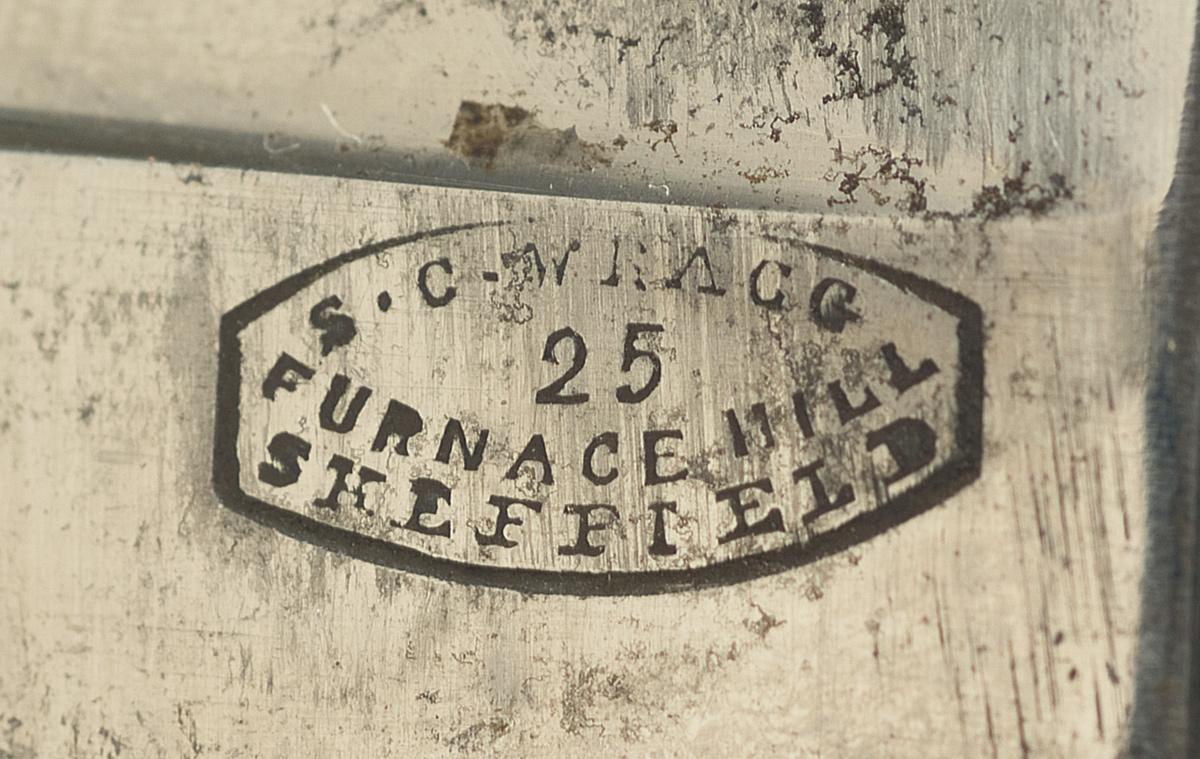 S. C. WRAGG
25
FURNACE HILL
SHEFFIELD